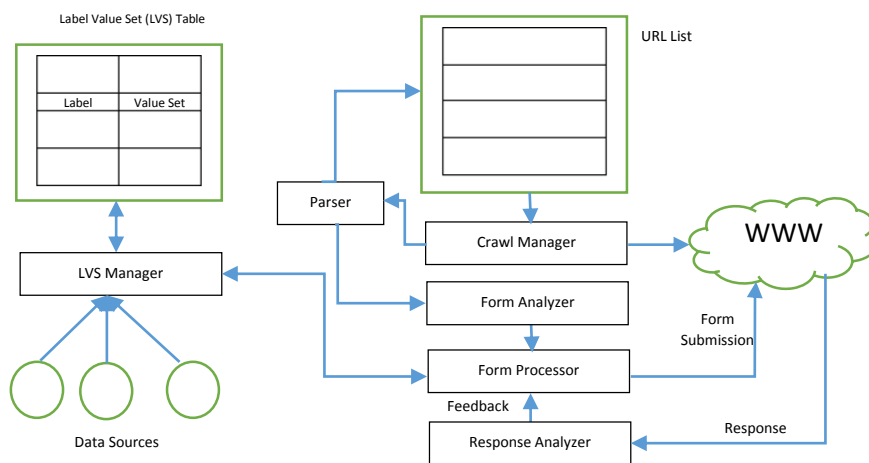 Label Value Set (LVS) Table
URL List
Label
Value Set
Parser
Crawl Manager
WWW
LVS Manager
Form Analyzer
Form
Submission
Form Processor
Feedback
Response
Data Sources
Response Analyzer